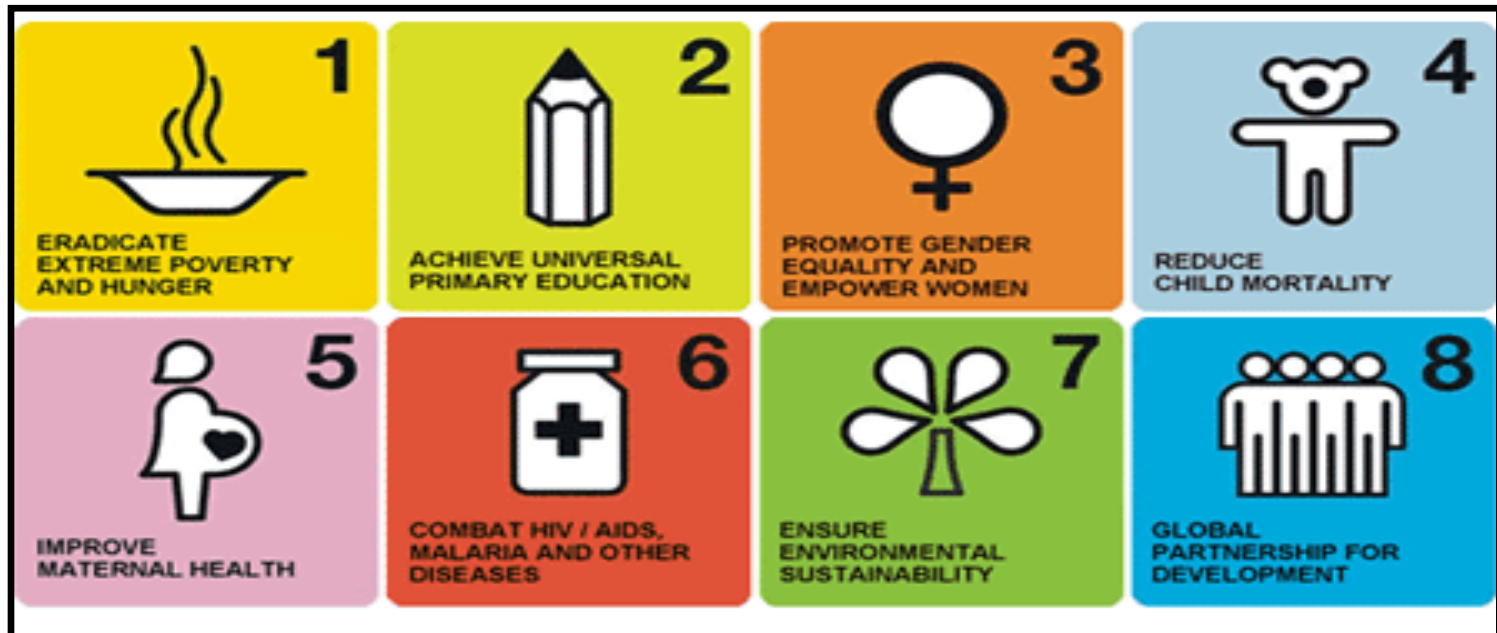 1
ERADICATE
EXTREME POVERTY
AND HUNGER
2
ACHIEVE UNIVERSAL
PRIMARY EDUCATION
3
PROMOTE GENDER
EQUALITY AND
EMPOWER WOMEN
4
REDUCE
CHILD MORTALITY
5
IMPROVE
MATERNAL HEALTH
6
COMBAT HIV / AIDS,
MALARIA AND OTHER
DISEASES
7
ENSURE
ENVIRONMENTAL
SUSTAINABILITY
8
GLOBAL
PARTNERSHIP FOR
DEVELOPMENT